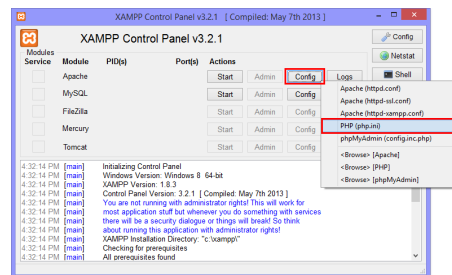 XAMPP Control Panel v3.2.1 [ Compiled: May 7th 2013 ]
XAMPP Control Panel v3.2.1
Config
Modules
Service Module PID(s) Port(s) Actions
Netstat
Apache Start Admin Config Logs
Shell
MySQL Start Admin Config
FileZilla Start Admin Config
Mercury Start Admin Config
Tomcat Start Admin Config
Apache (httpd.conf)
Apache (httpd-ssl.conf)
Apache (httpd-xampp.conf)
PHP (php.ini)
phpMyAdmin (config.inc.php)
<Browse> [Apache]
<Browse> [PHP]
<Browse> [phpMyAdmin]
4:32:14 PM [main] Initializing Control Panel
4:32:14 PM [main] Windows Version: Windows 8 64-bit
4:32:14 PM [main] XAMPP Version: 1.8.3
4:32:14 PM [main] Control Panel Version: 3.2.1 [ Compiled: May 7th 2013 ]
4:32:14 PM [main] You are not running with administrator rights! This will work for
4:32:14 PM [main] most application stuff but whenever you do something with services
4:32:14 PM [main] there will be a security dialogue or things will break! So think
4:32:14 PM [main] about running this application with administrator rights!
4:32:14 PM [main] XAMPP Installation Directory: "c:\xampp\"
4:32:14 PM [main] Checking for prerequisites
4:32:14 PM [main] All prerequisites found